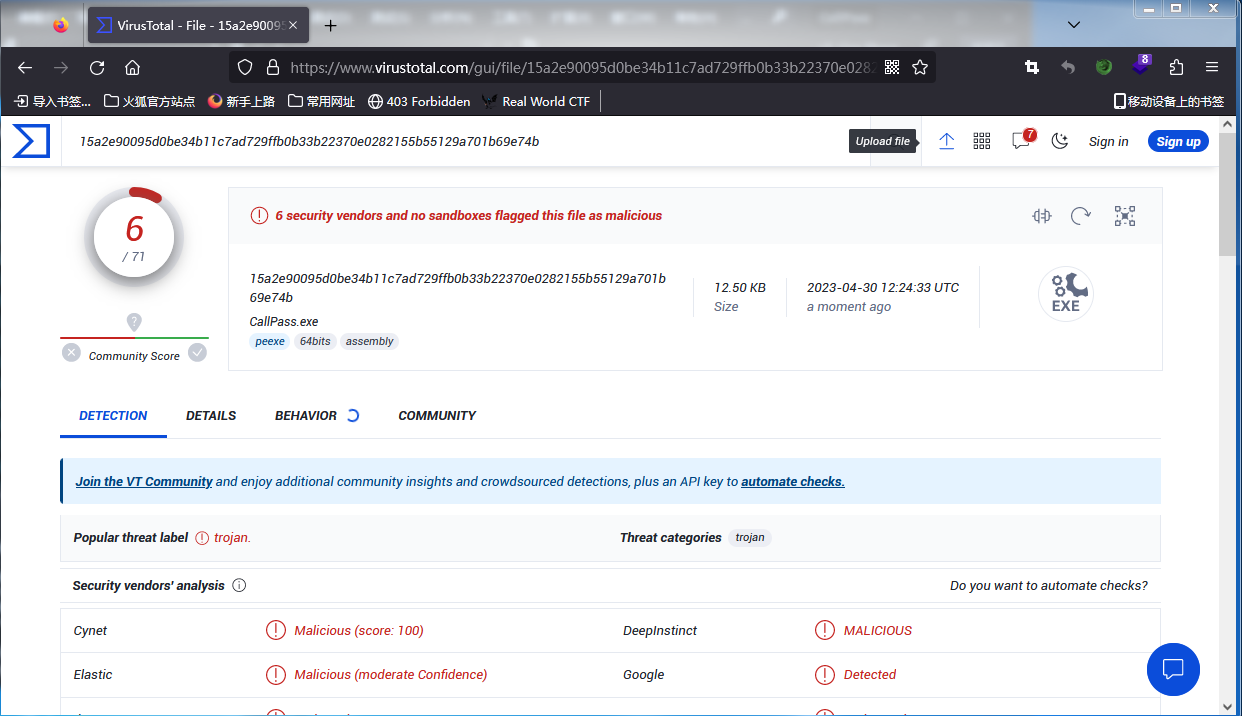 VirusTotal - File - 15a2e9009
https://www.virustotal.com/gui/file/15a2e90095d0be34b11c7ad729ffb0b33b22370e0282
8
导入书签... 火狐官方站点 新手上路 常用网址 403 Forbidden Real World CTF 移动设备上的书签
15a2e90095d0be34b11c7ad729ffb0b33b22370e0282155b55129a701b69e74b
Upload file
7
Sign in
Sign up
6
/ 71
Community Score
6 security vendors and no sandboxes flagged this file as malicious
15a2e90095d0be34b11c7ad729ffb0b33b22370e0282155b55129a701b
69e74b
CallPass.exe
peexe 64bits assembly
12.50 KB
Size
2023-04-30 12:24:33 UTC
a moment ago
EXE
DETECTION DETAILS BEHAVIOR COMMUNITY
Join the VT Community and enjoy additional community insights and crowdsourced detections, plus an API key to automate checks.
Popular threat label trojan.
Threat categories trojan
Security vendors' analysis
Do you want to automate checks?
Cynet Malicious (score: 100) DeepInstinct MALICIOUS
Elastic Malicious (moderate Confidence) Google Detected